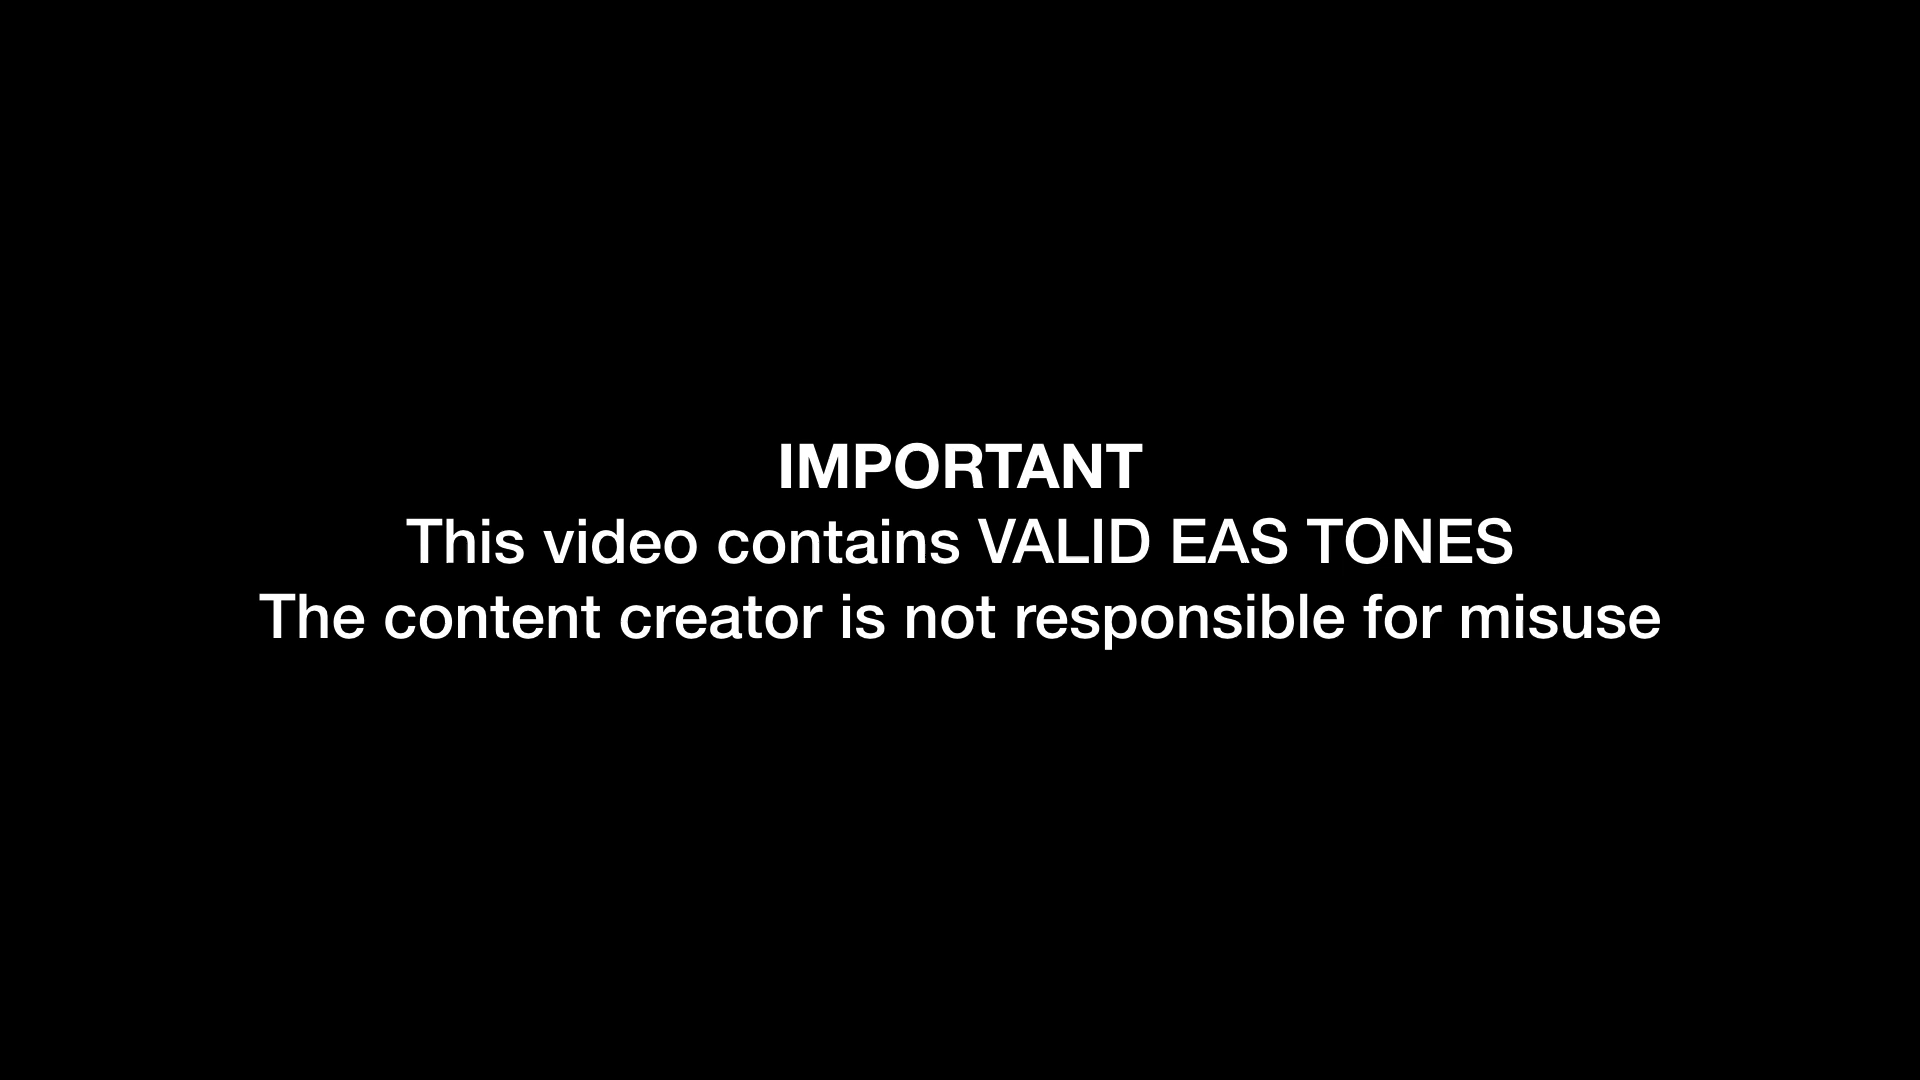 IMPORTANT
This video contains VALID EAS TONES
The content creator is not responsible for misuse